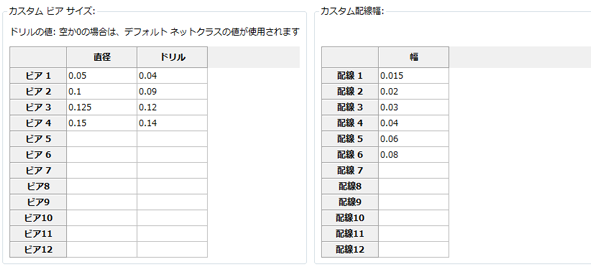 カスタム ビア サイズ:
ドリルの値: 空か0の場合は、デフォルト ネットクラスの値が使用されます
直径 ドリル
ビア 1 0.05 0.04
ビア 2 0.1 0.09
ビア 3 0.125 0.12
ビア 4 0.15 0.14
ビア 5
ビア 6
ビア 7
ビア8
ビア9
ビア10
ビア11
ビア12
カスタム配線幅:
幅
配線 1 0.015
配線 2 0.02
配線 3 0.03
配線 4 0.04
配線 5 0.06
配線 6 0.08
配線 7
配線8
配線9
配線10
配線11
配線12